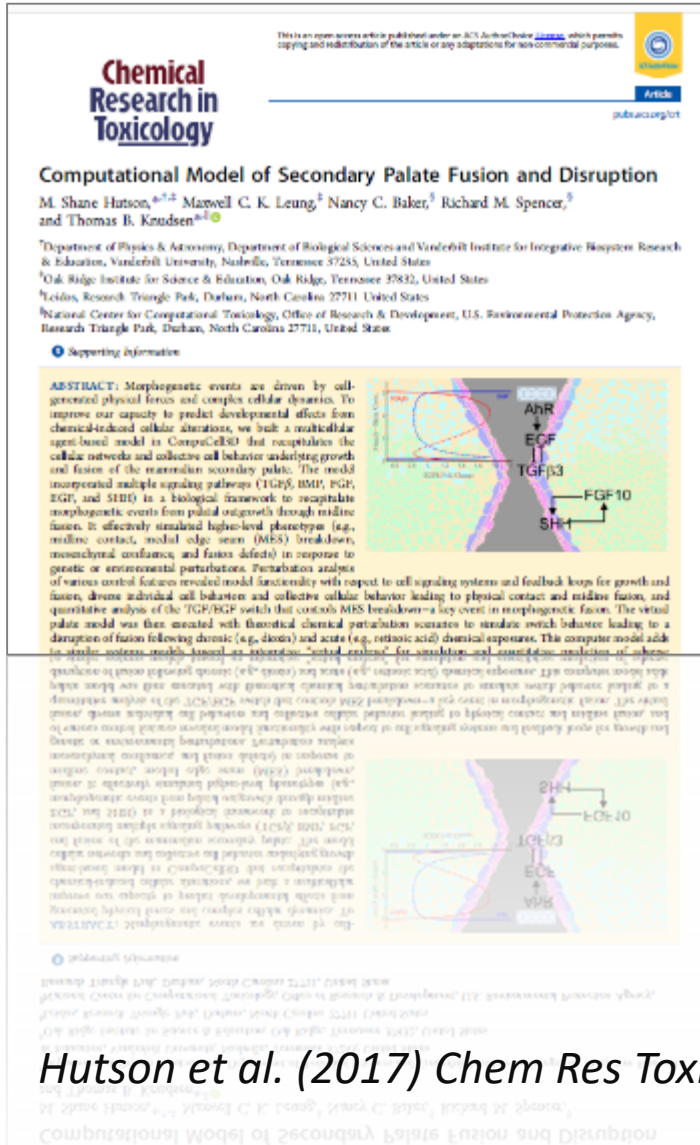 This is an open access article published under an ACS AuthorChoice License, which permits
copying and redistribution of the article or any adaptations for non-commercial purposes.
Chemical
Research in
Toxicology
Article
pubs.acs.org/crt
Computational Model of Secondary Palate Fusion and Disruption
M. Shane Hutson, Maxwell C. K. Leung, Nancy C. Baker, Richard M. Spencer,
and Thomas B. Knudsen
Department of Physics & Astronomy, Department of Biological Sciences and Vanderbilt Institute for Integrative Biosystem Research
& Education, Vanderbilt University, Nashville, Tennessee 37235, United States
Oak Ridge Institute for Science & Education, Oak Ridge, Tennessee 37832, United States
Leidos, Research Triangle Park, Durham, North Carolina 27711 United States
National Center for Computational Toxicology, Office of Research & Development, U.S. Environmental Protection Agency,
Research Triangle Park, Durham, North Carolina 27711, United States
Supporting Information
ABSTRACT: Morphogenetic events are driven by cell-
generated physical forces and complex cellular dynamics. To
improve our capacity to predict developmental effects from
chemical-induced cellular alterations, we built a multicellular
agent-based model in CompuCell3D that recapitulates the
cellular networks and collective cell behavior underlying growth
and fusion of the mammalian secondary palate. The model
incorporated multiple signaling pathways (TGFβ, BMP, FGF,
EGF, and SHH) in a biological framework to recapitulate
morphogenetic events from palatal outgrowth through midline
fusion. It effectively simulated higher-level phenotypes (e.g.,
midline contact, medial edge seam (MES) breakdown,
mesenchymal confluence, and fusion defects) in response to
genetic or environmental perturbations. Perturbation analysis
of various control features revealed model functionality with respect to cell signaling systems and feedback loops for growth and
fusion, diverse individual cell behaviors and collective cellular behavior leading to physical contact and midline fusion, and
quantitative analysis of the TGF/EGF switch that controls MES breakdown—a key event in morphogenetic fusion. The virtual
palate model was then executed with theoretical chemical perturbation scenarios to simulate switch behavior leading to a
disruption of fusion following chronic (e.g., dioxin) and acute (e.g., retinoic acid) chemical exposures. This computer model adds
AhR
EGF
TGFβ3
FGF10
SHH
Hutson et al. (2017) Chem Res Tox